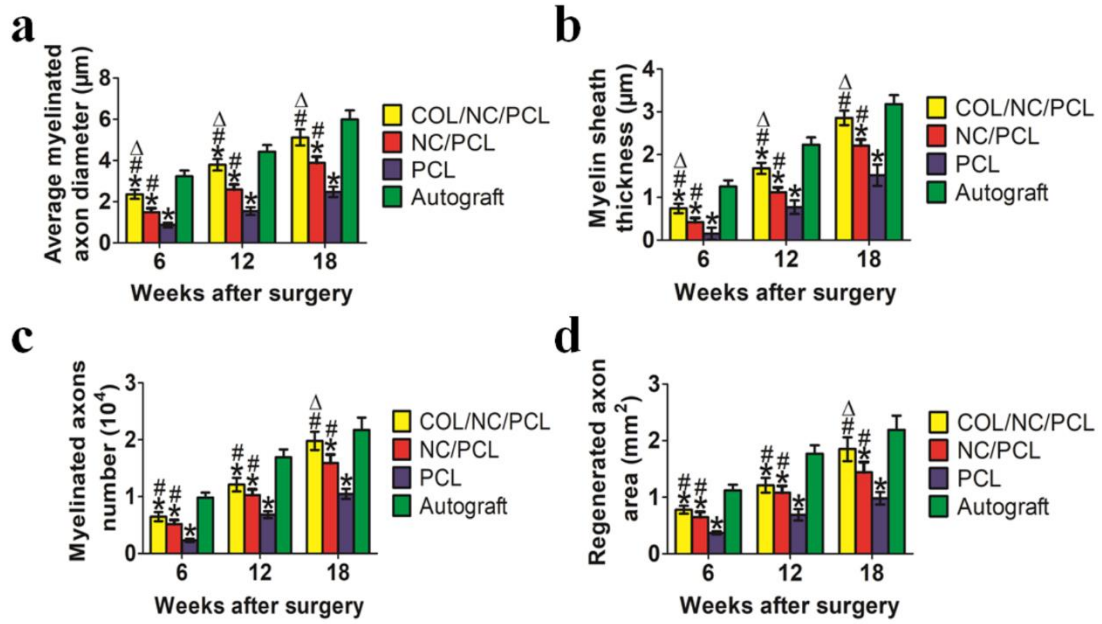 a
Average myelinated
axon diameter (μm)
8
6
4
2
0
Δ
#
*
#
*
*
Δ
#
*
#
*
*
Δ
#
*
#
*
*
6 12 18
Weeks after surgery
COL/NC/PCL
NC/PCL
PCL
Autograft
b
Myelin sheath
thickness (μm)
4
3
2
1
0
Δ
#
*
#
*
*
Δ
#
*
#
*
*
Δ
#
#
*
*
6 12 18
Weeks after surgery
COL/NC/PCL
NC/PCL
PCL
Autograft
c
Myelinated axons
number (10⁴)
3
2
1
0
#
*
#
*
*
#
*
#
*
*
Δ
#
#
*
*
6 12 18
Weeks after surgery
COL/NC/PCL
NC/PCL
PCL
Autograft
d
Regenerated axon
area (mm²)
3
2
1
0
#
*
#
*
*
#
*
#
*
*
Δ
#
#
*
*
6 12 18
Weeks after surgery
COL/NC/PCL
NC/PCL
PCL
Autograft